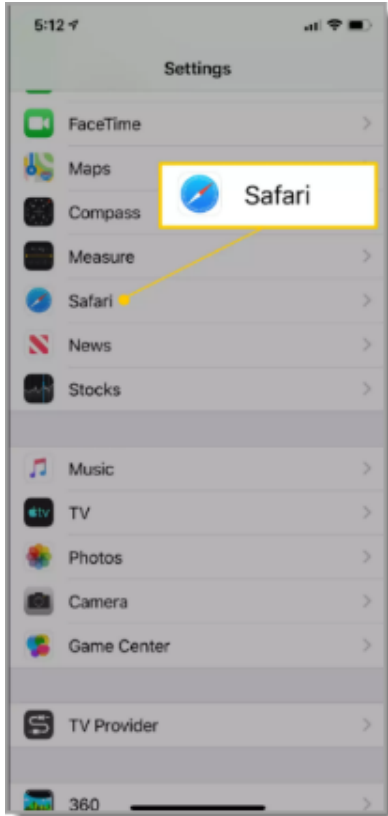 5:12
Settings
FaceTime
Maps
Safari
Compass
Measure
Safari
News
Stocks
Music
tv
TV
Photos
Camera
Game Center
TV Provider
360